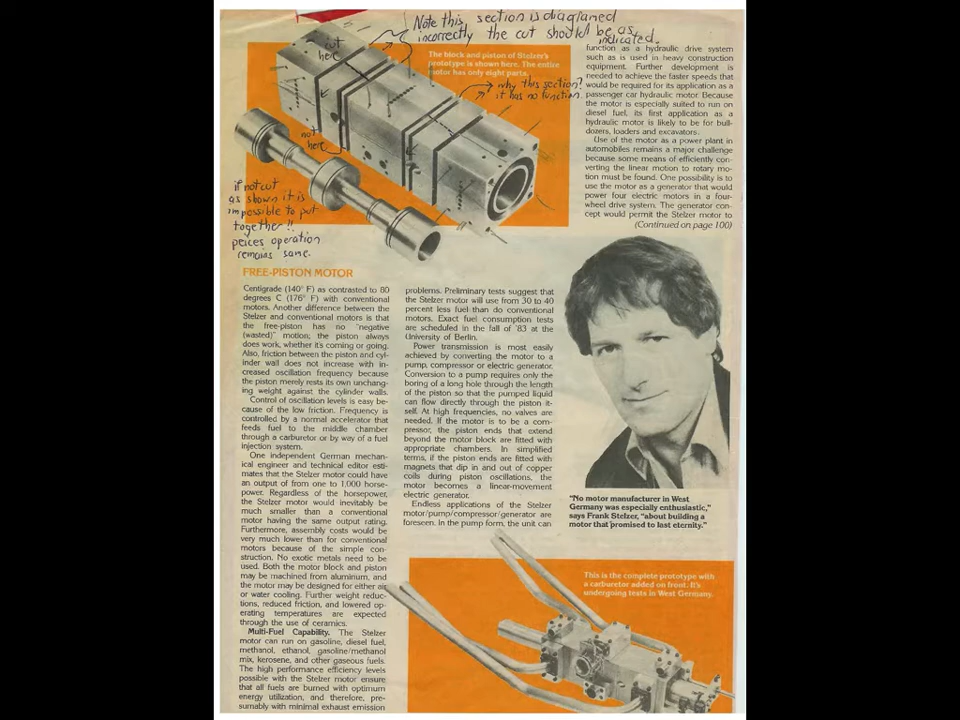 Note this section is diagramed
incorrectly the cut should be as
indicated.
cut
here
The block and piston of Stelzer's
prototype is shown here. The entire
motor has only eight parts.
why this section?
it has no function.
not
here
if not cut
as shown it is
impossible to put
together!!
peices operation
remains same.
FREE-PISTON MOTOR
Centigrade (140° F) as contrasted to 80
degrees C (176° F) with conventional
motors. Another difference between the
Stelzer and conventional motors is that
the free-piston has no "negative
(wasted)" motion; the piston always
does work, whether it's coming or going.
Also, friction between the piston and cyl-
inder wall does not increase with in-
creased oscillation frequency because
the piston merely rests its own unchang-
ing weight against the cylinder walls.
Control of oscillation levels is easy be-
cause of the low friction. Frequency is
controlled by a normal accelerator that
feeds fuel to the middle chamber
through a carburetor or by way of a fuel
injection system.
One independent German mechan-
ical engineer and technical editor esti-
mates that the Stelzer motor could have
an output of from one to 1,000 horse-
power. Regardless of the horsepower,
the Stelzer motor would inevitably be
much smaller than a conventional
motor having the same output rating.
Furthermore, assembly costs would be
very much lower than for conventional
motors because of the simple con-
struction. No exotic metals need to be
used. Both the motor block and piston
may be machined from aluminum, and
the motor may be designed for either air
or water cooling. Further weight reduc-
tions, reduced friction, and lowered op-
erating temperatures are expected
through the use of ceramics.
Multi-Fuel Capability. The Stelzer
motor can run on gasoline, diesel fuel,
methanol, ethanol, gasoline/methanol
mix, kerosene, and other gaseous fuels.
The high performance efficiency levels
possible with the Stelzer motor ensure
that all fuels are burned with optimum
energy utilization, and therefore, pre-
sumably with minimal exhaust emission
problems. Preliminary tests suggest that
the Stelzer motor will use from 30 to 40
percent less fuel than do conventional
motors. Exact fuel consumption tests
are scheduled in the fall of '83 at the
University of Berlin.
Power transmission is most easily
achieved by converting the motor to a
pump, compressor or electric generator.
Conversion to a pump requires only the
boring of a long hole through the length
of the piston so that the pumped liquid
can flow directly through the piston it-
self. At high frequencies, no valves are
needed. If the motor is to be a com-
pressor, the piston ends that extend
beyond the motor block are fitted with
appropriate chambers. In simplified
terms, if the piston ends are fitted with
magnets that dip in and out of copper
coils during piston oscillations, the
motor becomes a linear-movement
electric generator.
Endless applications of the Stelzer
motor/pump/compressor/generator are
foreseen. In the pump form, the unit can
function as a hydraulic drive system
such as is used in heavy construction
equipment. Further development is
needed to achieve the faster speeds that
would be required for its application as a
passenger car hydraulic motor. Because
the motor is especially suited to run on
diesel fuel, its first application as a
hydraulic motor is likely to be for bull-
dozers, loaders and excavators.
Use of the motor as a power plant in
automobiles remains a major challenge
because some means of efficiently con-
verting the linear motion to rotary mo-
tion must be found. One possibility is to
use the motor as a generator that would
power four electric motors in a four-
wheel drive system. The generator con-
cept would permit the Stelzer motor to
(Continued on page 100)
"No motor manufacturer in West
Germany was especially enthusiastic,"
says Frank Stelzer, "about building a
motor that promised to last eternity."
This is the complete prototype with
a carburetor added on front. It's
undergoing tests in West Germany.